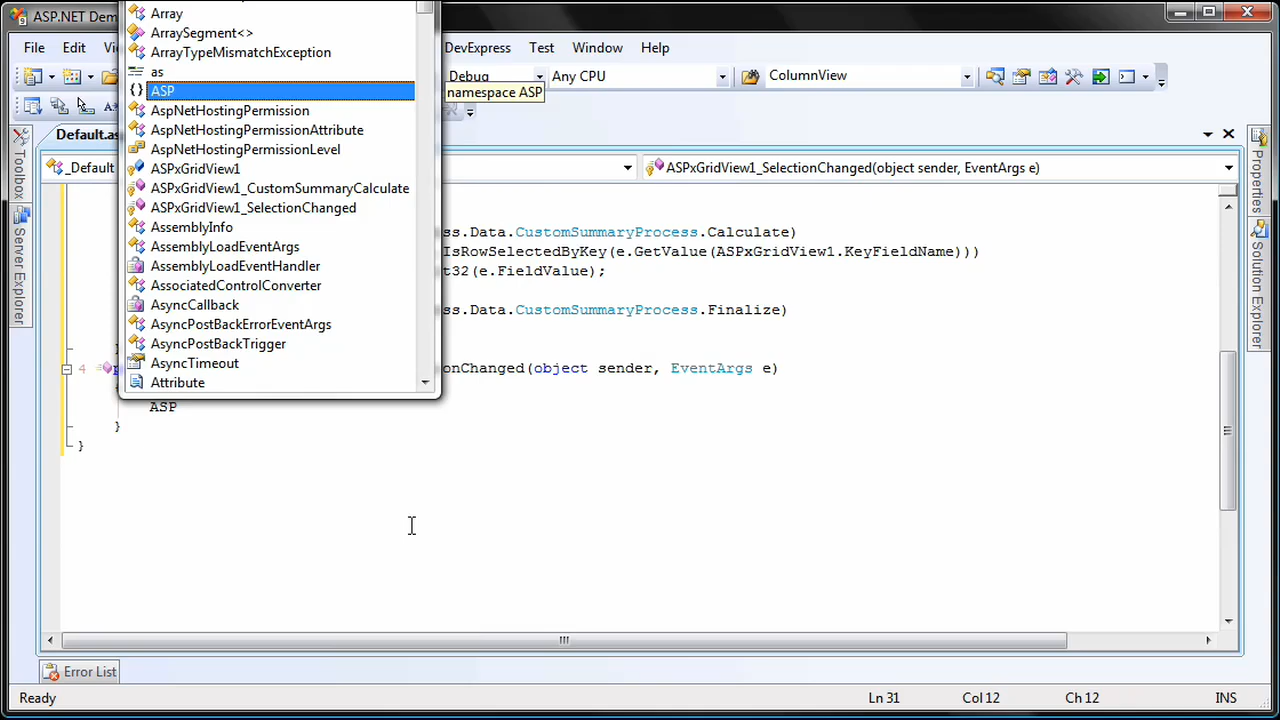 ASP.NET Dem
File Edit Vi DevExpress Test Window Help
Debug Any CPU ColumnView
namespace ASP
Array
ArraySegment<>
ArrayTypeMismatchException
as
ASP
AspNetHostingPermission
AspNetHostingPermissionAttribute
AspNetHostingPermissionLevel
ASPxGridView1
ASPxGridView1_CustomSummaryCalculate
ASPxGridView1_SelectionChanged
AssemblyInfo
AssemblyLoadEventArgs
AssemblyLoadEventHandler
AssociatedControlConverter
AsyncCallback
AsyncPostBackErrorEventArgs
AsyncPostBackTrigger
AsyncTimeout
Attribute
Default.as
_Default ASPxGridView1_SelectionChanged(object sender, EventArgs e)
ss.Data.CustomSummaryProcess.Calculate)
IsRowSelectedByKey(e.GetValue(ASPxGridView1.KeyFieldName)))
t32(e.FieldValue);
ss.Data.CustomSummaryProcess.Finalize)
}
4 p onChanged(object sender, EventArgs e)
ASP
}
}
Toolbox
Server Explorer
Properties
Solution Explorer
Error List
Ready Ln 31 Col 12 Ch 12 INS